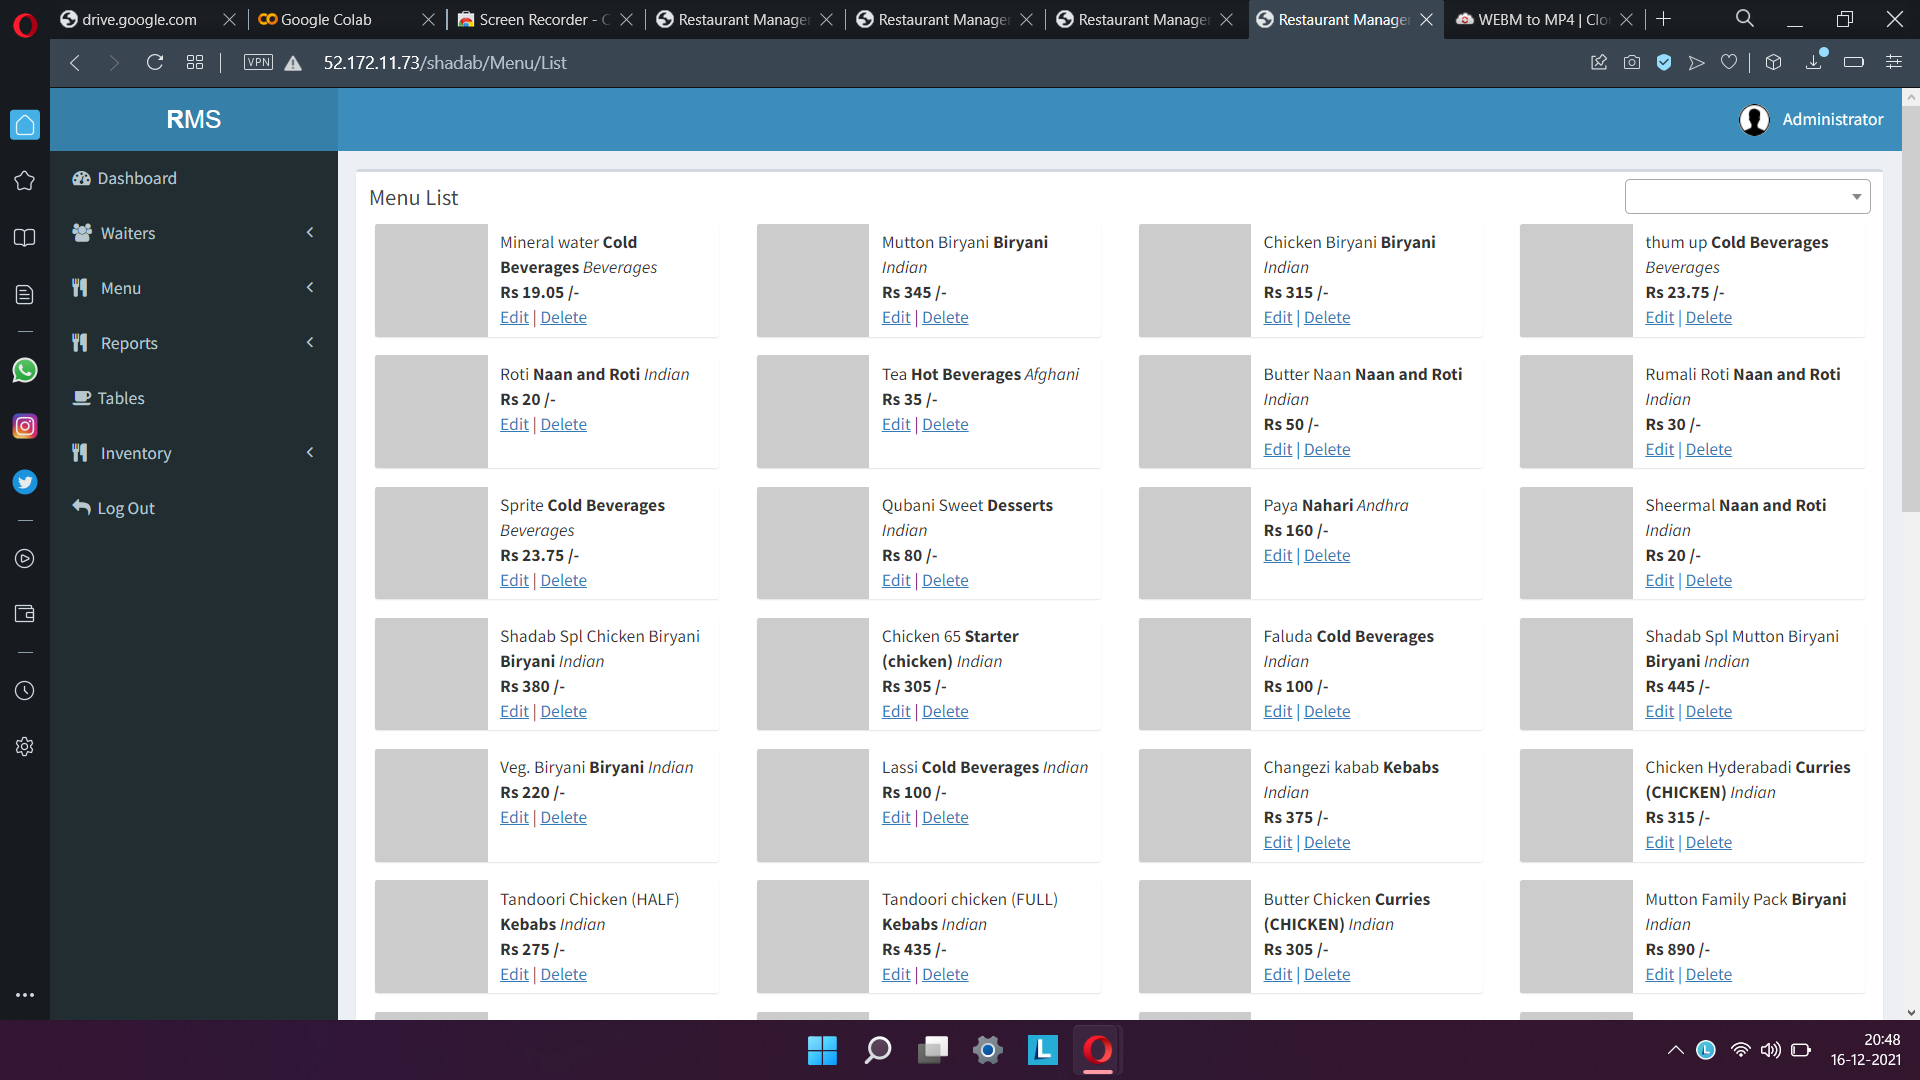 drive.google.com
Google Colab
Screen Recorder - C
Restaurant Manager
Restaurant Manager
Restaurant Manager
Restaurant Manager
WEBM to MP4 | Clo
VPN
52.172.11.73/shadab/Menu/List
RMS
Administrator
Dashboard
Waiters
Menu
Reports
Tables
Inventory
Log Out
Menu List
Mineral water Cold
Beverages Beverages
Rs 19.05 /-
Edit | Delete
Mutton Biryani Biryani
Indian
Rs 345 /-
Edit | Delete
Chicken Biryani Biryani
Indian
Rs 315 /-
Edit | Delete
thum up Cold Beverages
Beverages
Rs 23.75 /-
Edit | Delete
Roti Naan and Roti Indian
Rs 20 /-
Edit | Delete
Tea Hot Beverages Afghani
Rs 35 /-
Edit | Delete
Butter Naan Naan and Roti
Indian
Rs 50 /-
Edit | Delete
Rumali Roti Naan and Roti
Indian
Rs 30 /-
Edit | Delete
Sprite Cold Beverages
Beverages
Rs 23.75 /-
Edit | Delete
Qubani Sweet Desserts
Indian
Rs 80 /-
Edit | Delete
Paya Nahari Andhra
Rs 160 /-
Edit | Delete
Sheermal Naan and Roti
Indian
Rs 20 /-
Edit | Delete
Shadab Spl Chicken Biryani
Biryani Indian
Rs 380 /-
Edit | Delete
Chicken 65 Starter
(chicken) Indian
Rs 305 /-
Edit | Delete
Faluda Cold Beverages
Indian
Rs 100 /-
Edit | Delete
Shadab Spl Mutton Biryani
Biryani Indian
Rs 445 /-
Edit | Delete
Veg. Biryani Biryani Indian
Rs 220 /-
Edit | Delete
Lassi Cold Beverages Indian
Rs 100 /-
Edit | Delete
Changezi kabab Kebabs
Indian
Rs 375 /-
Edit | Delete
Chicken Hyderabadi Curries
(CHICKEN) Indian
Rs 315 /-
Edit | Delete
Tandoori Chicken (HALF)
Kebabs Indian
Rs 275 /-
Edit | Delete
Tandoori chicken (FULL)
Kebabs Indian
Rs 435 /-
Edit | Delete
Butter Chicken Curries
(CHICKEN) Indian
Rs 305 /-
Edit | Delete
Mutton Family Pack Biryani
Indian
Rs 890 /-
Edit | Delete
L
L
20:48
16-12-2021